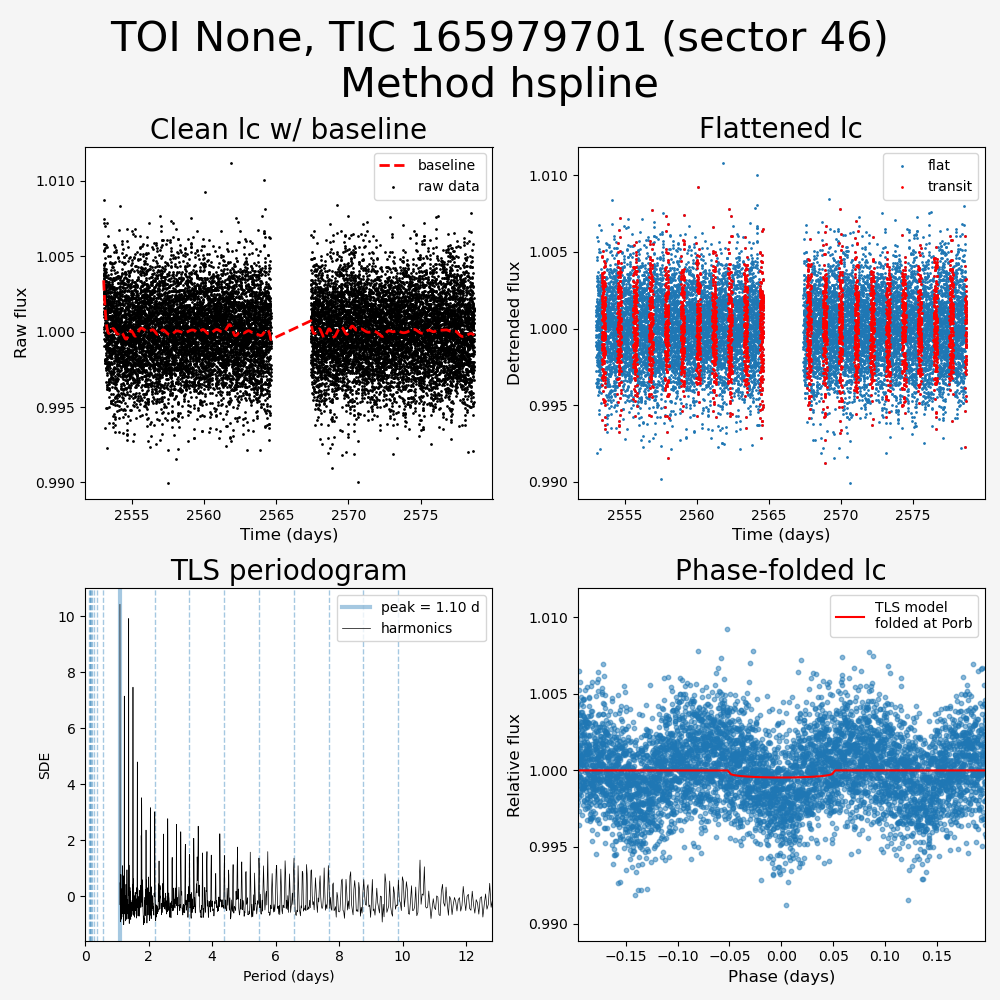 TOI None, TIC 165979701 (sector 46)
Method hspline
Clean lc w/ baseline
baseline
raw data
1.010
1.005
1.000
0.995
0.990
Raw flux
2555 2560 2565 2570 2575
Time (days)
Flattened lc
flat
transit
1.010
1.005
1.000
0.995
0.990
Detrended flux
2555 2560 2565 2570 2575
Time (days)
TLS periodogram
peak = 1.10 d
harmonics
10
8
6
4
2
0
SDE
0 2 4 6 8 10 12
Period (days)
Phase-folded lc
TLS model
folded at Porb
1.010
1.005
1.000
0.995
0.990
Relative flux
−0.15 −0.10 −0.05 0.00 0.05 0.10 0.15
Phase (days)